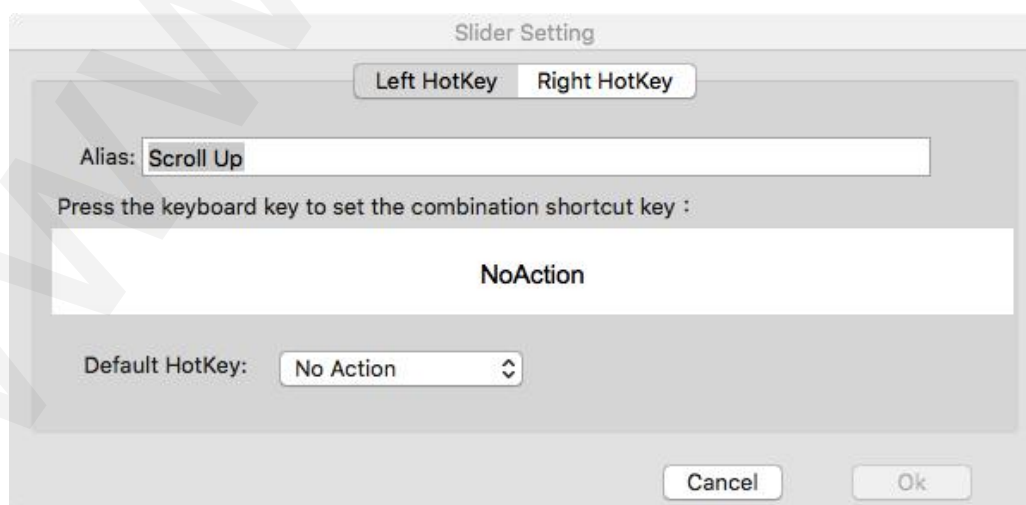 Slider Setting
Left HotKey Right HotKey
Alias: Scroll Up
Press the keyboard key to set the combination shortcut key：
NoAction
Default HotKey: No Action
Cancel Ok